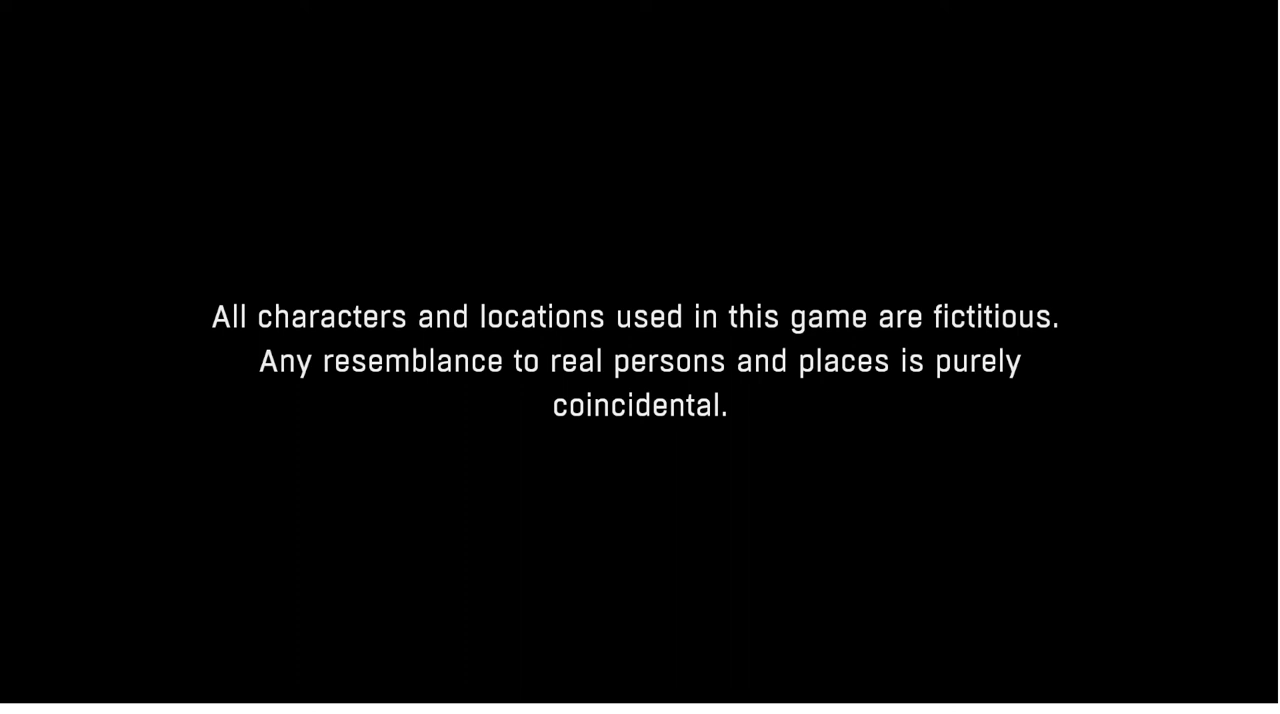 All characters and locations used in this game are fictitious.
Any resemblance to real persons and places is purely
coincidental.